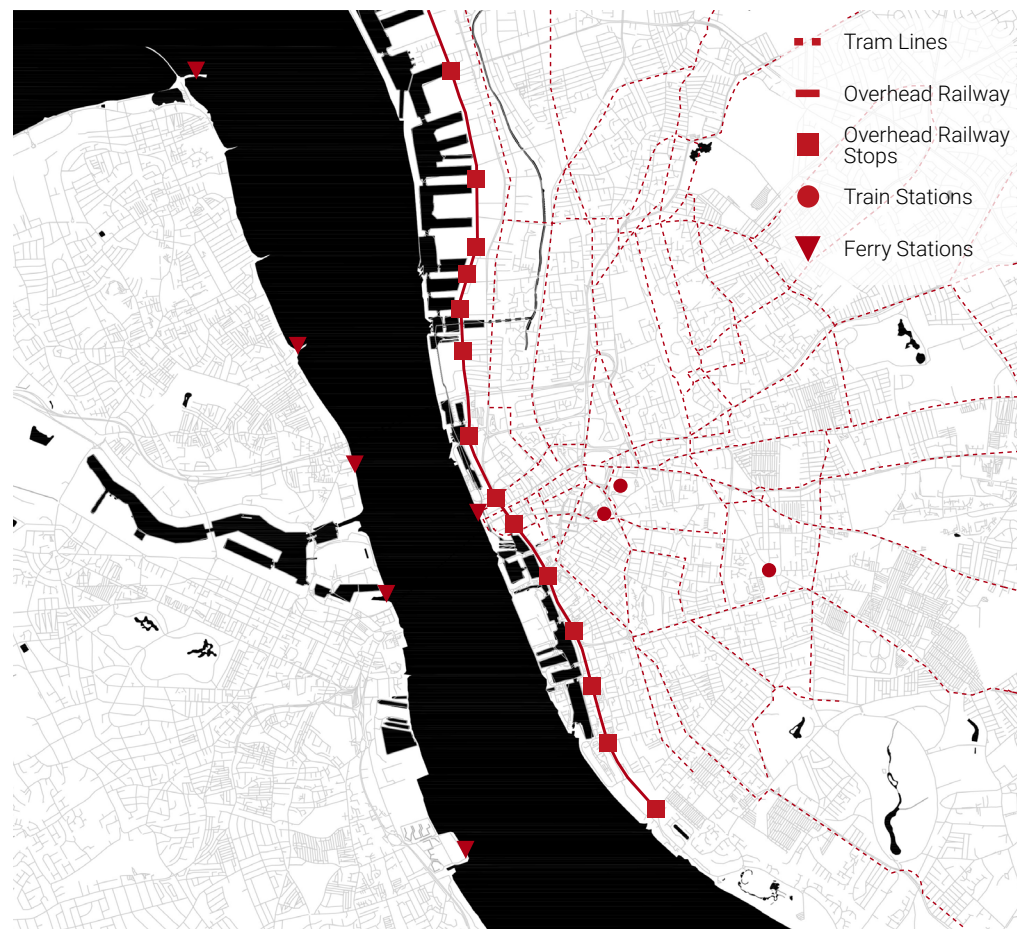 Tram Lines
Overhead Railway
Overhead Railway
Stops
Train Stations
Ferry Stations